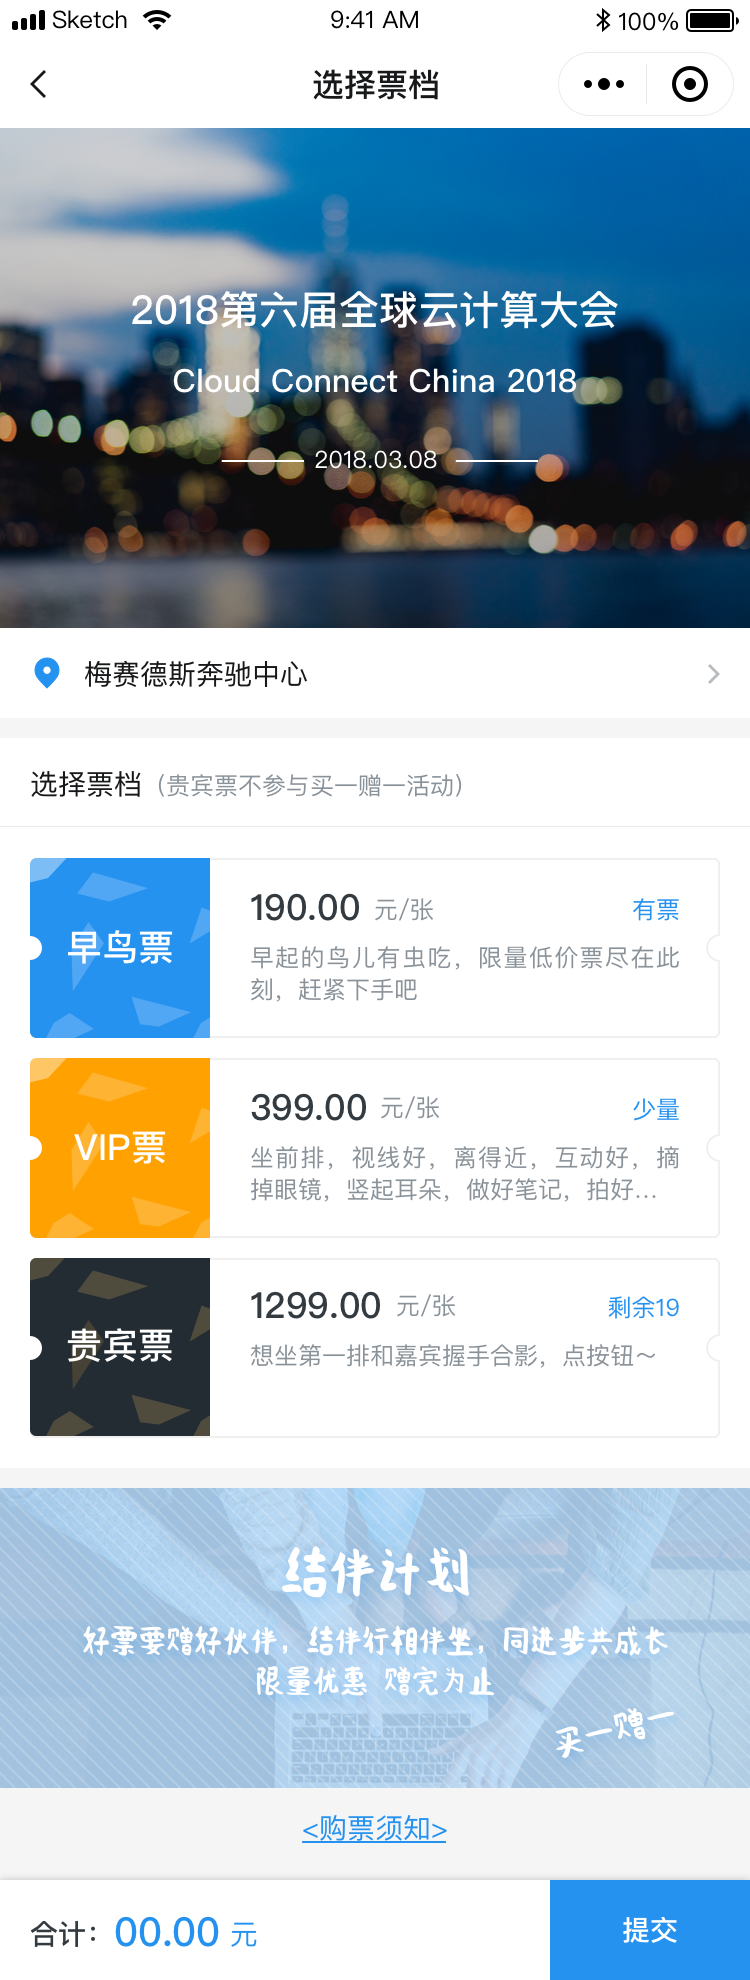 Sketch 9:41 AM 100%
选择票档
2018第六届全球云计算大会
Cloud Connect China 2018
2018.03.08
梅赛德斯奔驰中心
选择票档（贵宾票不参与买一赠一活动）
早鸟票
190.00 元/张 有票
早起的鸟儿有虫吃，限量低价票尽在此
刻，赶紧下手吧
VIP票
399.00 元/张 少量
坐前排，视线好，离得近，互动好，摘
掉眼镜，竖起耳朵，做好笔记，拍好...
贵宾票
1299.00 元/张 剩余19
想坐第一排和嘉宾握手合影，点按钮～
结伴计划
好票要赠好伙伴，结伴行相伴坐，同进步共成长
限量优惠 赠完为止
买一赠一
<购票须知>
合计：00.00 元 提交